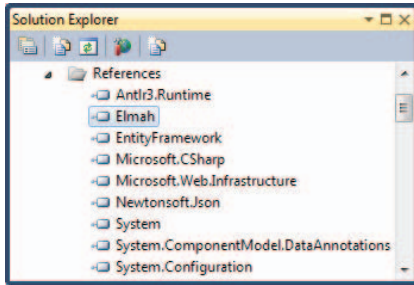 Solution Explorer
References
Antlr3.Runtime
Elmah
EntityFramework
Microsoft.CSharp
Microsoft.Web.Infrastructure
Newtonsoft.Json
System
System.ComponentModel.DataAnnotations
System.Configuration